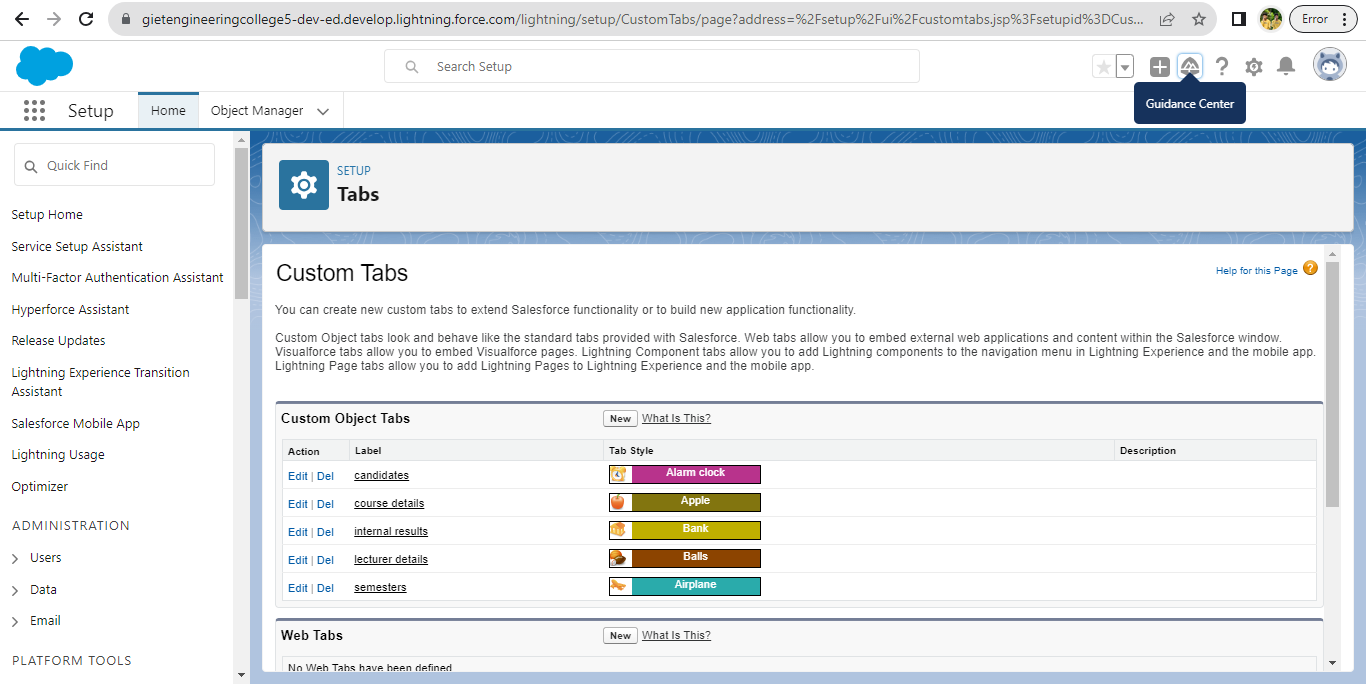 gietengineeringcollege5-dev-ed.develop.lightning.force.com/lightning/setup/CustomTabs/page?address=%2Fsetup%2Fui%2Fcustomtabs.jsp%3Fsetupid%3DCus...
Error
Search Setup
Setup
Home
Object Manager
Guidance Center
Quick Find
SETUP
Tabs
Setup Home
Service Setup Assistant
Multi-Factor Authentication Assistant
Hyperforce Assistant
Release Updates
Lightning Experience Transition
Assistant
Salesforce Mobile App
Lightning Usage
Optimizer
ADMINISTRATION
Users
Data
Email
PLATFORM TOOLS
Custom Tabs
Help for this Page ?
You can create new custom tabs to extend Salesforce functionality or to build new application functionality.
Custom Object tabs look and behave like the standard tabs provided with Salesforce. Web tabs allow you to embed external web applications and content within the Salesforce window.
Visualforce tabs allow you to embed Visualforce pages. Lightning Component tabs allow you to add Lightning components to the navigation menu in Lightning Experience and the mobile app.
Lightning Page tabs allow you to add Lightning Pages to Lightning Experience and the mobile app.
Custom Object Tabs New What Is This?
Action Label Tab Style Description
Edit | Del candidates Alarm clock
Edit | Del course details Apple
Edit | Del internal results Bank
Edit | Del lecturer details Balls
Edit | Del semesters Airplane
Web Tabs New What Is This?
No Web Tabs have been defined